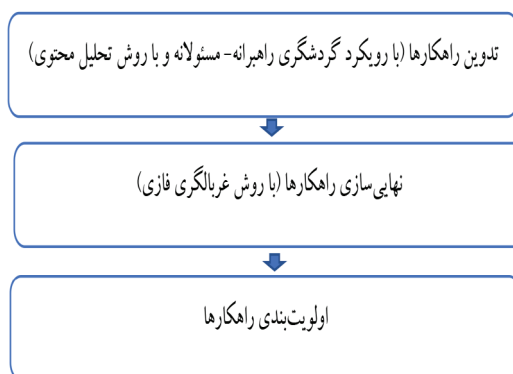 تدوین راهکارها (با رویکرد گردشگری راهبرانه- مسئولانه و با روش تحلیل محتوی)
نهایی‌سازی راهکارها (با روش غربالگری فازی)
اولویت‌بندی راهکارها